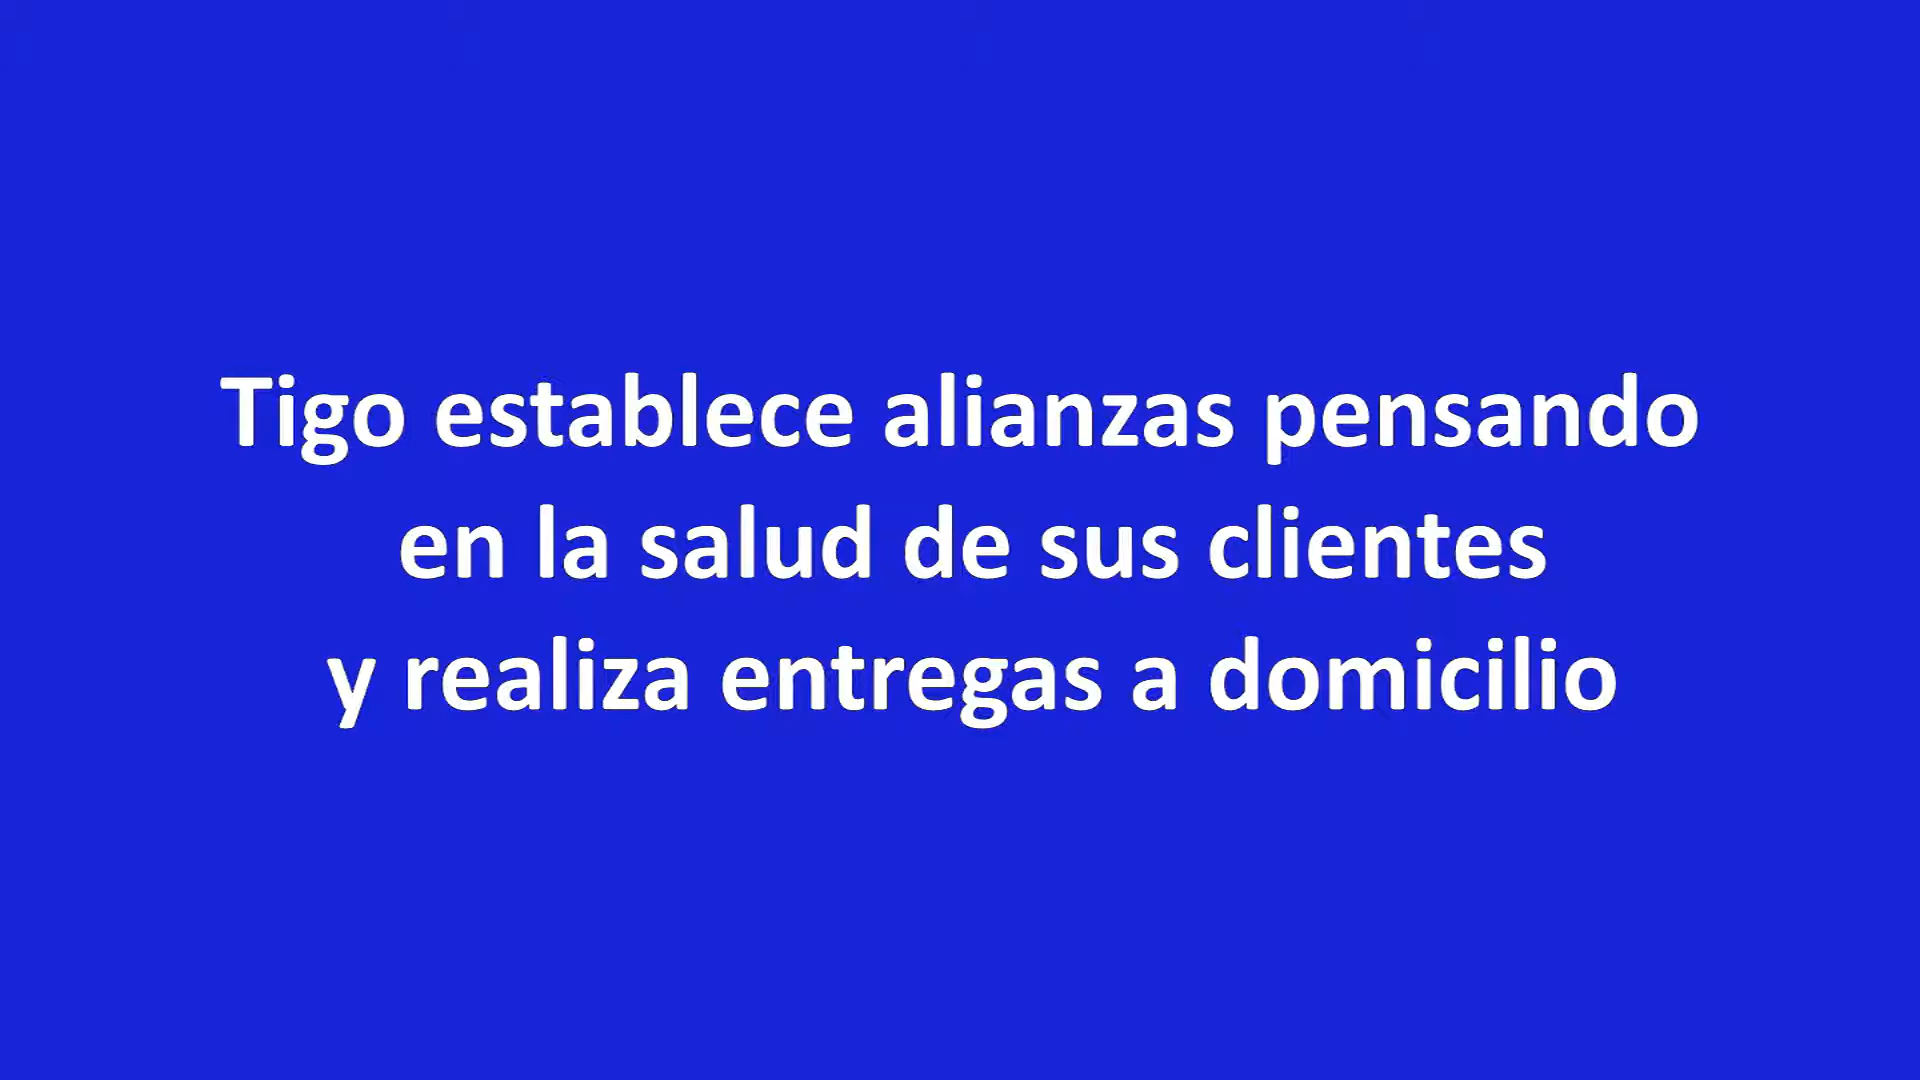 Tigo establece alianzas pensando
en la salud de sus clientes
y realiza entregas a domicilio